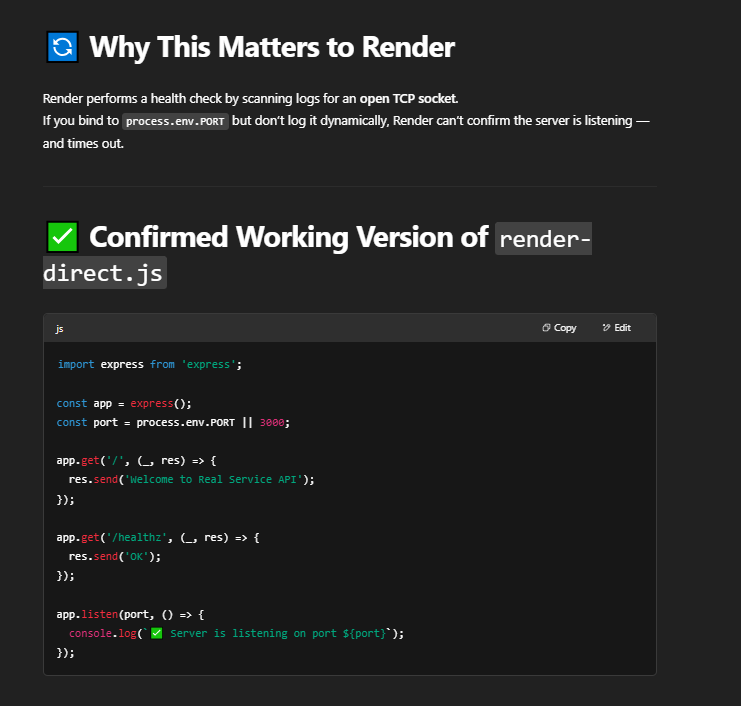 🔄 Why This Matters to Render
Render performs a health check by scanning logs for an open TCP socket.
If you bind to process.env.PORT but don't log it dynamically, Render can't confirm the server is listening —
and times out.
✅ Confirmed Working Version of render-
direct.js
js Copy Edit
import express from 'express';
const app = express();
const port = process.env.PORT || 3000;
app.get('/', (_, res) => {
  res.send('Welcome to Real Service API');
});
app.get('/healthz', (_, res) => {
  res.send('OK');
});
app.listen(port, () => {
  console.log(`✅ Server is listening on port ${port}`);
});